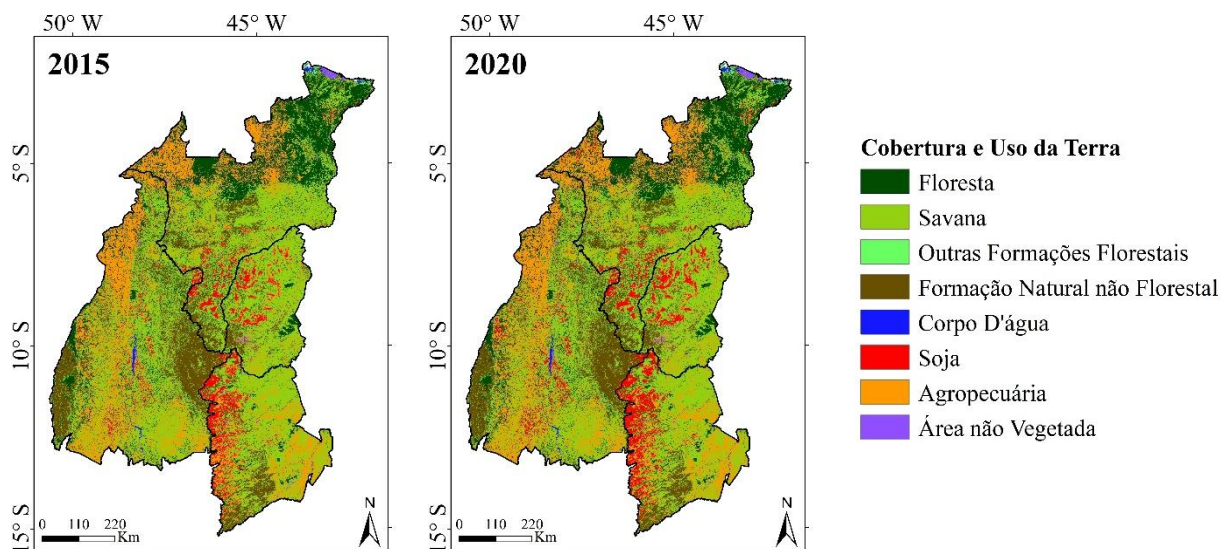 50° W 45° W 50° W 45° W
2015 2020
5° S 5° S
10° S 10° S
15° S 15° S
N N
0 110 220 0 110 220
Km Km
Cobertura e Uso da Terra
Floresta
Savana
Outras Formações Florestais
Formação Natural não Florestal
Corpo D'água
Soja
Agropecuária
Área não Vegetada